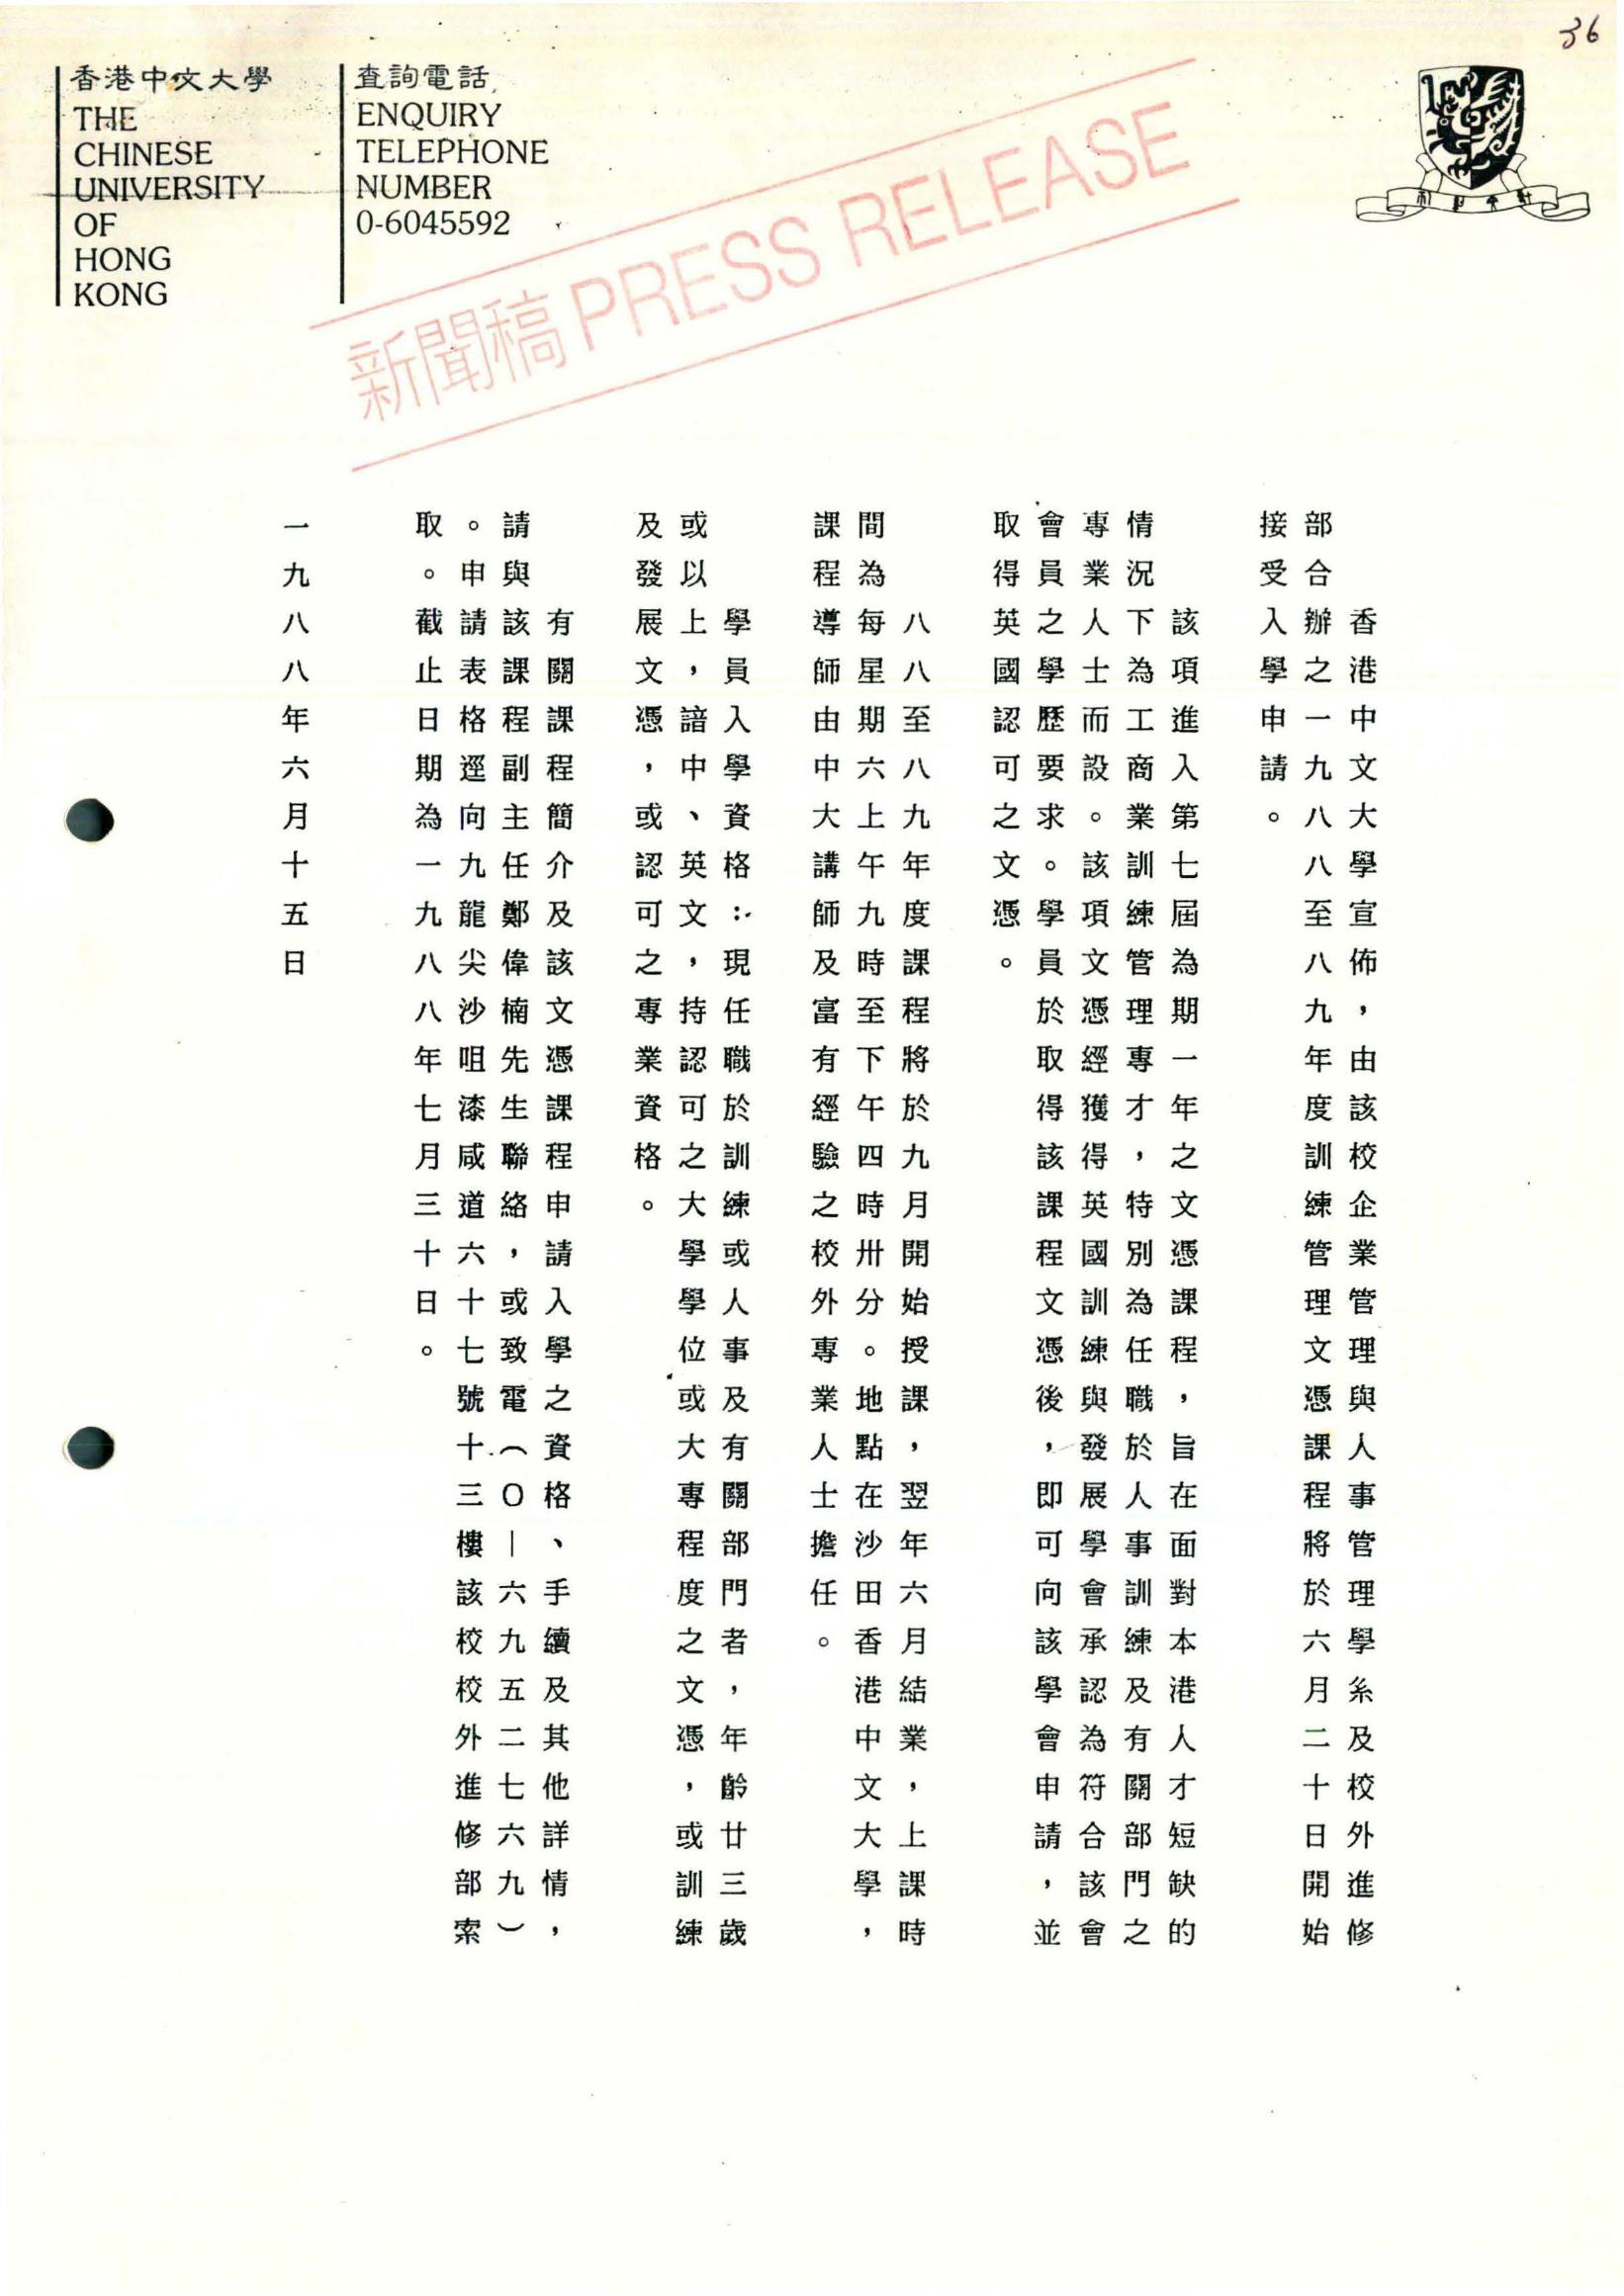 36
香港中文大學
THE
CHINESE
UNIVERSITY
OF
HONG
KONG
查詢電話
ENQUIRY
TELEPHONE
NUMBER
0-6045592
新聞稿 PRESS RELEASE
香港中文大學宣佈，由該校企業管理與人事管理學系及校外進修
部合辦之一九八八至八九年度訓練管理文憑課程將於六月二十日開始
接受入學申請。
該項進入第七屆為期一年之文憑課程，旨在面對本港人才短缺的
情況下為工商業訓練管理專才，特別為任職於人事訓練及有關部門之
專業人士而設。該項文憑經獲得英國訓練與發展學會承認為符合該會
會員之學歷要求。學員於取得該課程文憑後，即可向該學會申請，並
取得英國認可之文憑。
八八至八九年度課程將於九月開始授課，翌年六月結業，上課時
間為每星期六上午九時至下午四時卅分。地點在沙田香港中文大學，
課程導師由中大講師及富有經驗之校外專業人士擔任。
學員入學資格：現任職於訓練或人事及有關部門者，年齡廿三歲
或以上，諳中、英文，持認可之大學學位或大專程度之文憑，或訓練
及發展文憑，或認可之專業資格。
有關課程簡介及該文憑課程申請入學之資格、手續及其他詳情，
請與該課程副主任鄭偉楠先生聯絡，或致電（〇—六九五二七六九）
。申請表格逕向九龍尖沙咀漆咸道六十七號十三樓該校校外進修部索
取。截止日期為一九八八年七月三十日。
一九八八年六月十五日